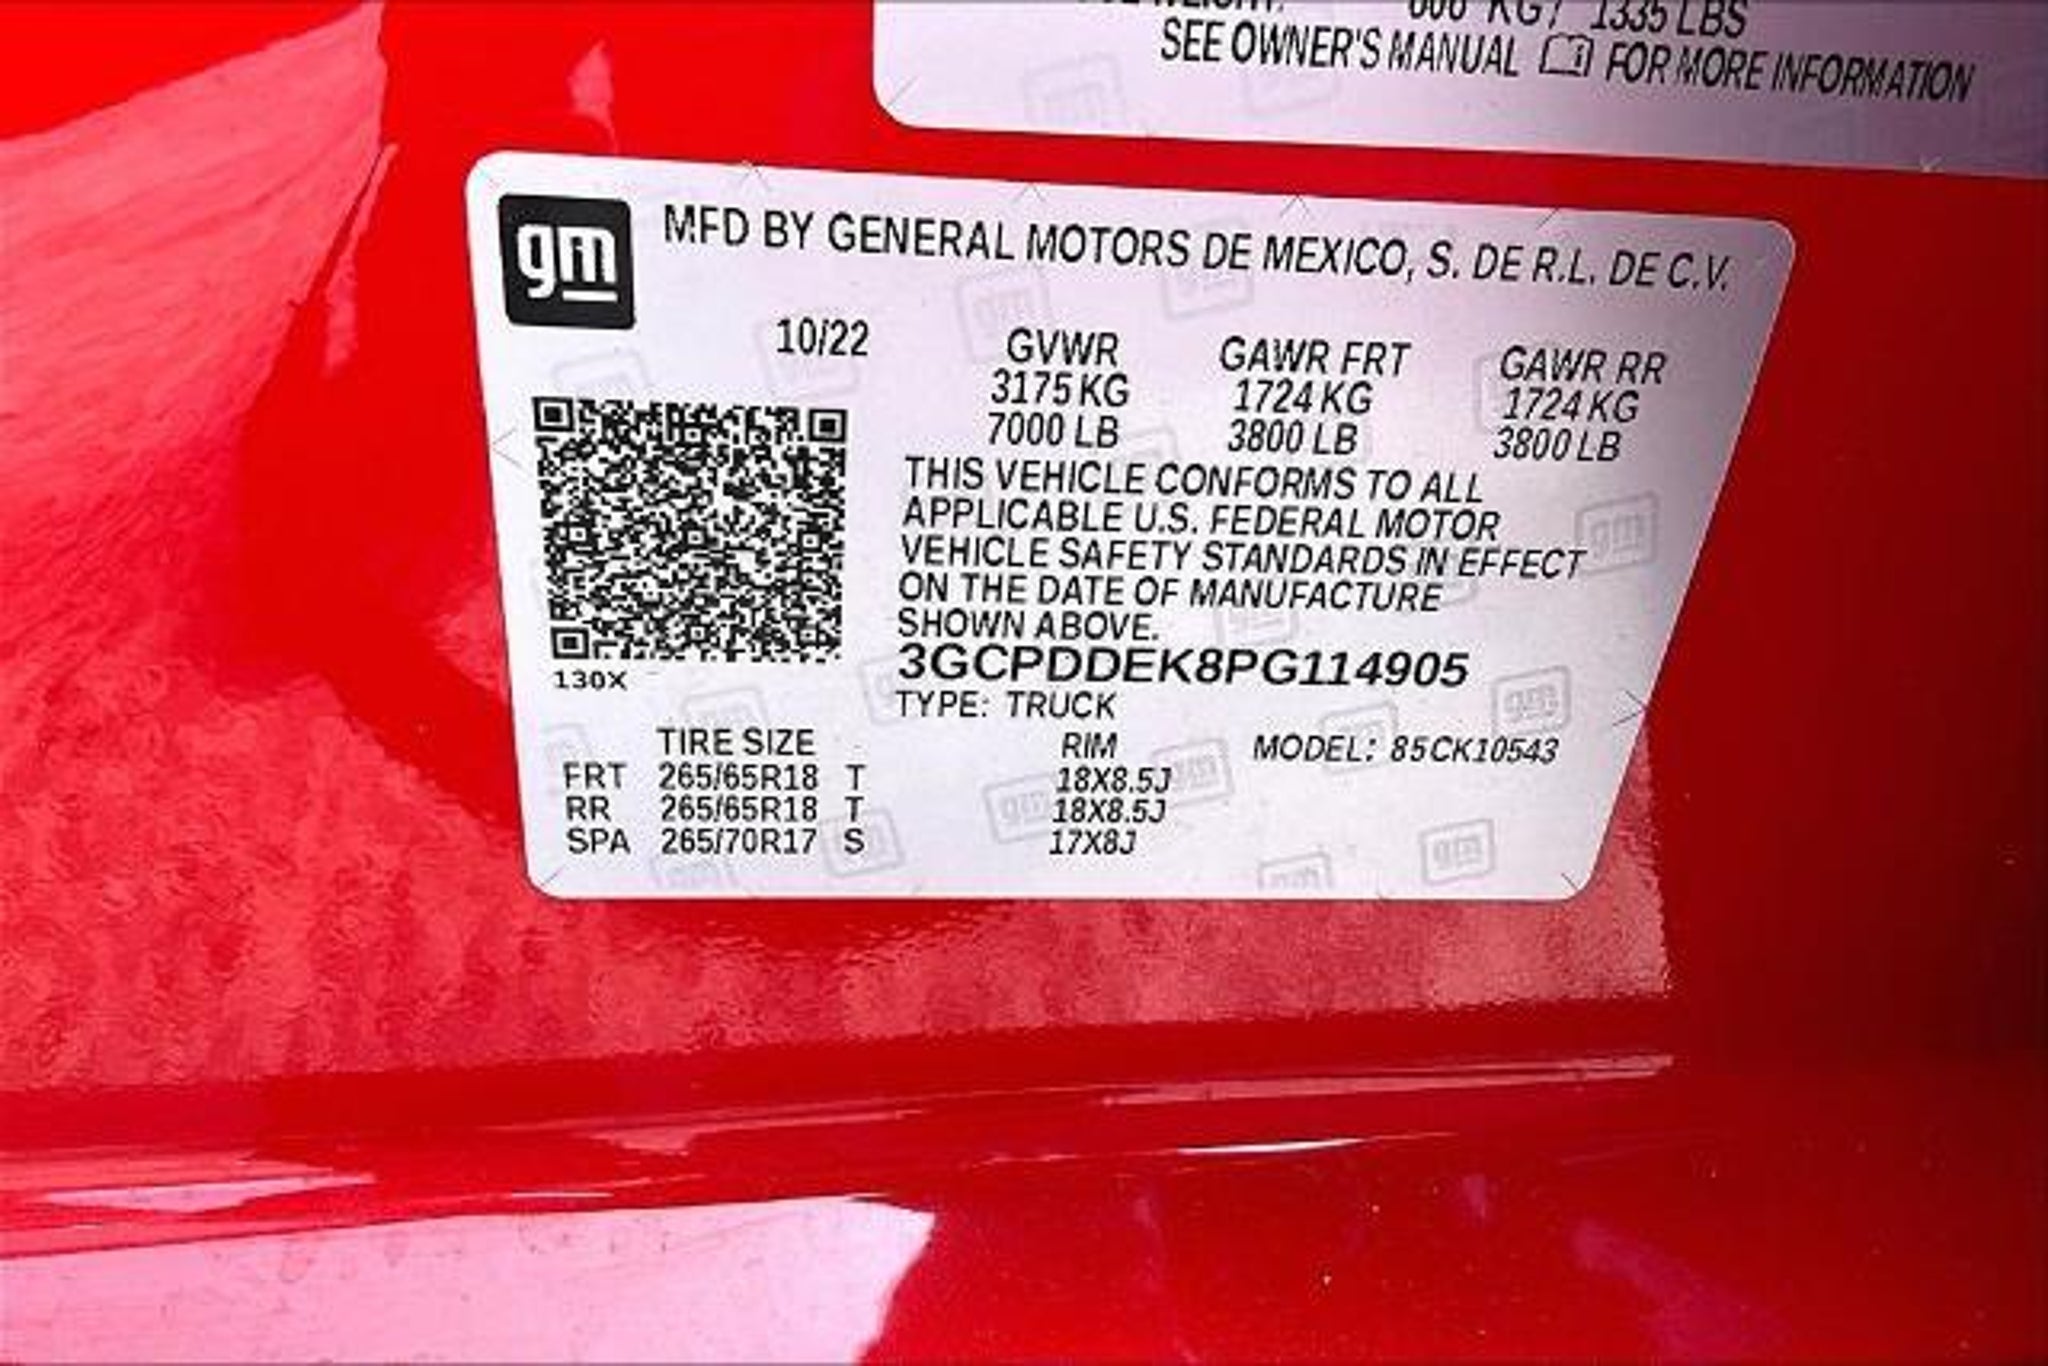 KG / 1335 LBS
SEE OWNER'S MANUAL FOR MORE INFORMATION
gm
MFD BY GENERAL MOTORS DE MEXICO, S. DE R.L. DE C.V.
10/22 GVWR GAWR FRT GAWR RR
3175 KG 1724 KG 1724 KG
7000 LB 3800 LB 3800 LB
THIS VEHICLE CONFORMS TO ALL
APPLICABLE U.S. FEDERAL MOTOR
VEHICLE SAFETY STANDARDS IN EFFECT
ON THE DATE OF MANUFACTURE
SHOWN ABOVE.
3GCPDDEK8PG114905
130X
TYPE: TRUCK
TIRE SIZE RIM MODEL: 85CK10543
FRT 265/65R18 T 18X8.5J
RR 265/65R18 T 18X8.5J
SPA 265/70R17 S 17X8J